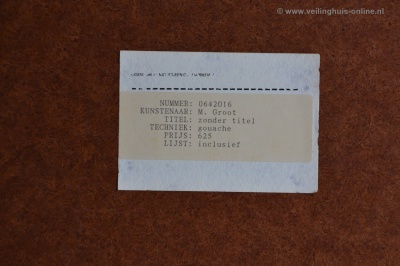 © www.veilinghuis-online.nl
NUMMER: 0642016
KUNSTENAAR: M. Groot
TITEL: zonder titel
TECHNIEK: gouache
PRIJS: 625
LIJST: inclusief